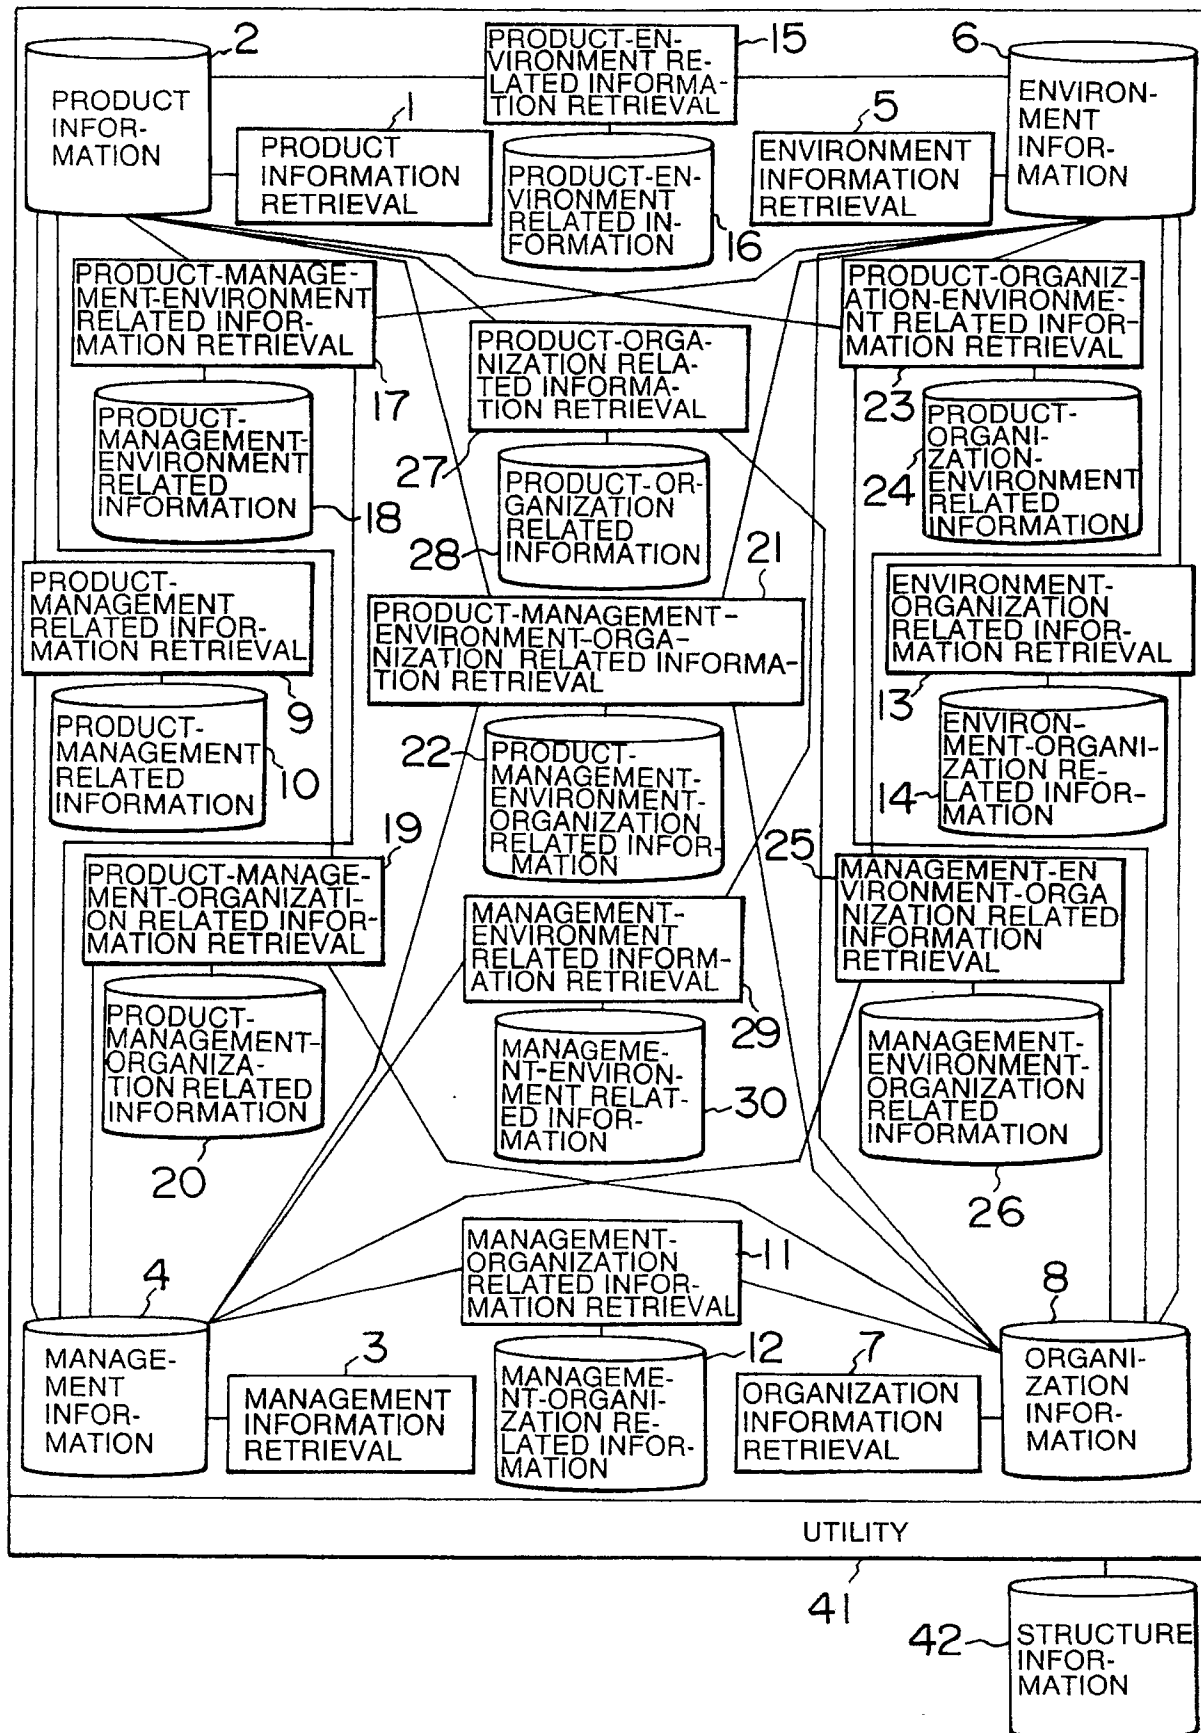 2
PRODUCT
INFOR-
MATION
PRODUCT-EN-
VIRONMENT RE-
LATED INFORMA-
TION RETRIEVAL
15
6
ENVIRON-
MENT
INFOR-
MATION
1
PRODUCT
INFORMATION
RETRIEVAL
PRODUCT-EN-
VIRONMENT
RELATED IN-
FORMATION
16
5
ENVIRONMENT
INFORMATION
RETRIEVAL
PRODUCT-MANAGE-
MENT-ENVIRONMENT
RELATED INFOR-
MATION RETRIEVAL
17
PRODUCT-ORGA-
NIZATION RELA-
TED INFORMA-
TION RETRIEVAL
27
PRODUCT-ORGANIZ-
ATION-ENVIRONME-
NT RELATED INFOR-
MATION RETRIEVAL
23
PRODUCT-
MANAGEMENT-
ENVIRONMENT
RELATED
INFORMATION
18
PRODUCT-OR-
GANIZATION
RELATED
INFORMATION
28
PRODUCT-
ORGANI-
ZATION-
ENVIRONMENT
RELATED
INFORMATION
24
21
PRODUCT-
MANAGEMENT
RELATED INFOR-
MATION RETRIEVAL
9
PRODUCT-MANAGEMENT-
ENVIRONMENT-ORGA-
NIZATION RELATED INFORMA-
TION RETRIEVAL
ENVIRONMENT-
ORGANIZATION
RELATED INFOR-
MATION RETRIEVAL
13
PRODUCT-
MANAGEMENT
RELATED
INFORMATION
10
22
PRODUCT-
MANAGEMENT-
ENVIRONMENT-
ORGANIZATION
RELATED INFOR-
MATION
ENVIRON-
MENT-ORGANI-
ZATION RE-
LATED INFOR-
MATION
14
19
PRODUCT-MANAGE-
MENT-ORGANIZATI-
ON RELATED INFOR-
MATION RETRIEVAL
MANAGEMENT-
ENVIRONMENT
RELATED INFORM-
ATION RETRIEVAL
29
25
MANAGEMENT-EN
VIRONMENT-ORGA
NIZATION RELATED
INFORMATION
RETRIEVAL
PRODUCT-
MANAGEMENT-
ORGANIZA-
TION RELATED
INFORMATION
20
MANAGEME-
NT-ENVIRON-
MENT RELAT-
ED INFOR-
MATION
30
MANAGEMENT-
ENVIRONMENT-
ORGANIZATION
RELATED
INFORMATION
26
4
MANAGE-
MENT
INFOR-
MATION
MANAGEMENT-
ORGANIZATION
RELATED INFOR-
MATION RETRIEVAL
11
8
ORGANI-
ZATION
INFOR-
MATION
3
MANAGEMENT
INFORMATION
RETRIEVAL
MANAGEME-
NT-ORGANI-
ZATION RE-
LATED INFOR-
MATION
12
7
ORGANIZATION
INFORMATION
RETRIEVAL
UTILITY
41
42
STRUCTURE
INFOR-
MATION